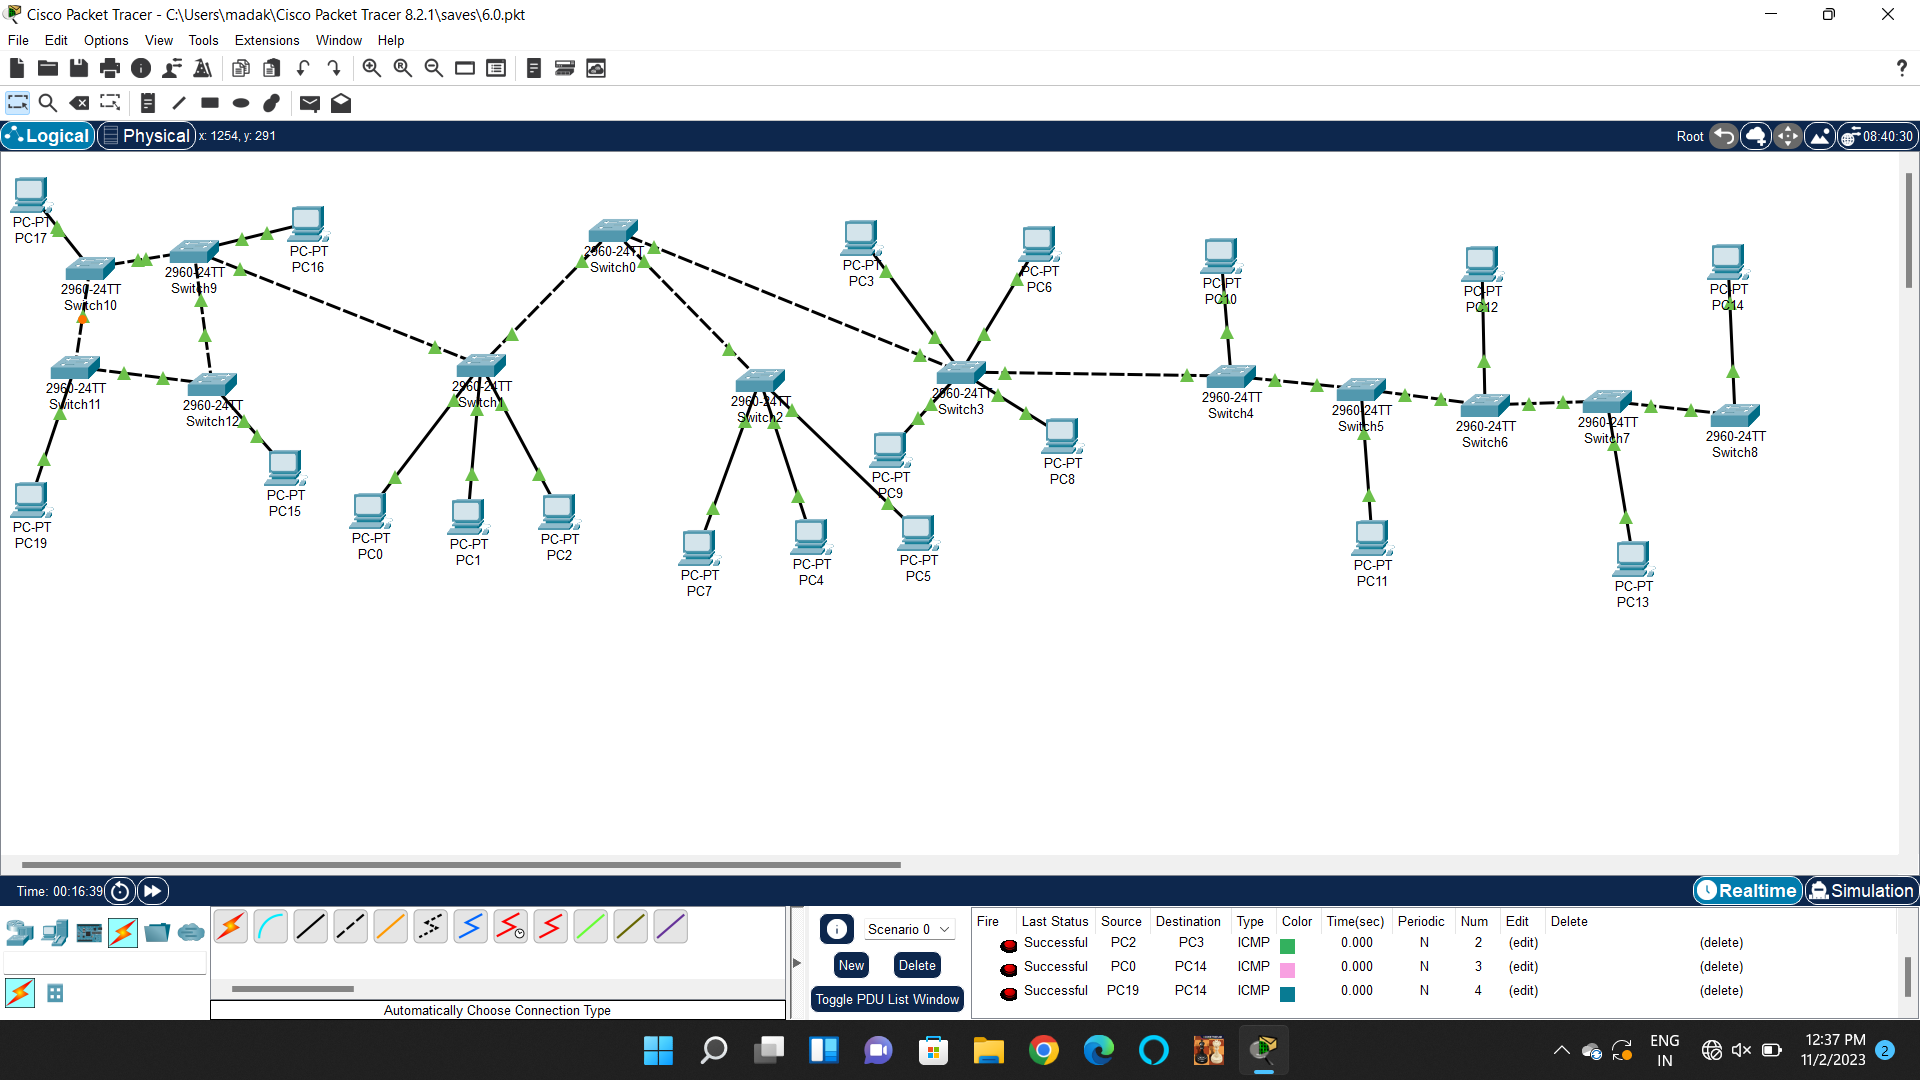 Cisco Packet Tracer - C:\Users\madak\Cisco Packet Tracer 8.2.1\saves\6.0.pkt
File Edit Options View Tools Extensions Window Help
?
Logical Physical x: 1254, y: 291 Root 08:40:30
PC-PT
PC17
PC-PT
PC16
2960-24TT
Switch10
2960-24TT
Switch9
2960-24TT
Switch0
PC-PT
PC3
PC-PT
PC6
PC-PT
PC10
PC-PT
PC12
PC-PT
PC14
2960-24TT
Switch11
2960-24TT
Switch12
2960-24TT
Switch1
2960-24TT
Switch2
2960-24TT
Switch3
2960-24TT
Switch4
2960-24TT
Switch5
2960-24TT
Switch6
2960-24TT
Switch7
2960-24TT
Switch8
PC-PT
PC19
PC-PT
PC15
PC-PT
PC0
PC-PT
PC1
PC-PT
PC2
PC-PT
PC7
PC-PT
PC4
PC-PT
PC5
PC-PT
PC9
PC-PT
PC8
PC-PT
PC11
PC-PT
PC13
Time: 00:16:39 Realtime Simulation
Scenario 0
New Delete
Toggle PDU List Window
Automatically Choose Connection Type
Fire Last Status Source Destination Type Color Time(sec) Periodic Num Edit Delete
Successful PC2 PC3 ICMP 0.000 N 2 (edit) (delete)
Successful PC0 PC14 ICMP 0.000 N 3 (edit) (delete)
Successful PC19 PC14 ICMP 0.000 N 4 (edit) (delete)
ENG
IN
12:37 PM
11/2/2023
2